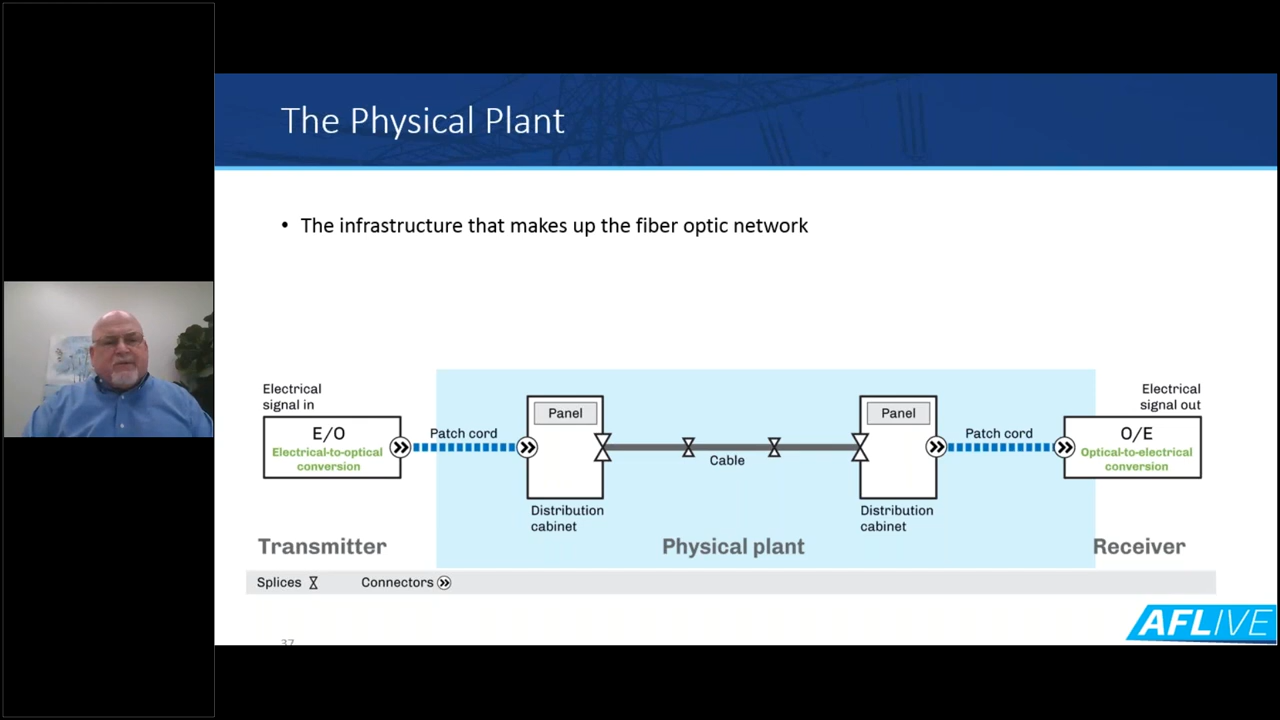 The Physical Plant
• The infrastructure that makes up the fiber optic network
Electrical
signal in
E/O
Electrical-to-optical
conversion
Patch cord
Panel
Distribution
cabinet
Cable
Panel
Distribution
cabinet
Patch cord
Electrical
signal out
O/E
Optical-to-electrical
conversion
Transmitter
Physical plant
Receiver
Splices
Connectors
37
AFLIVE